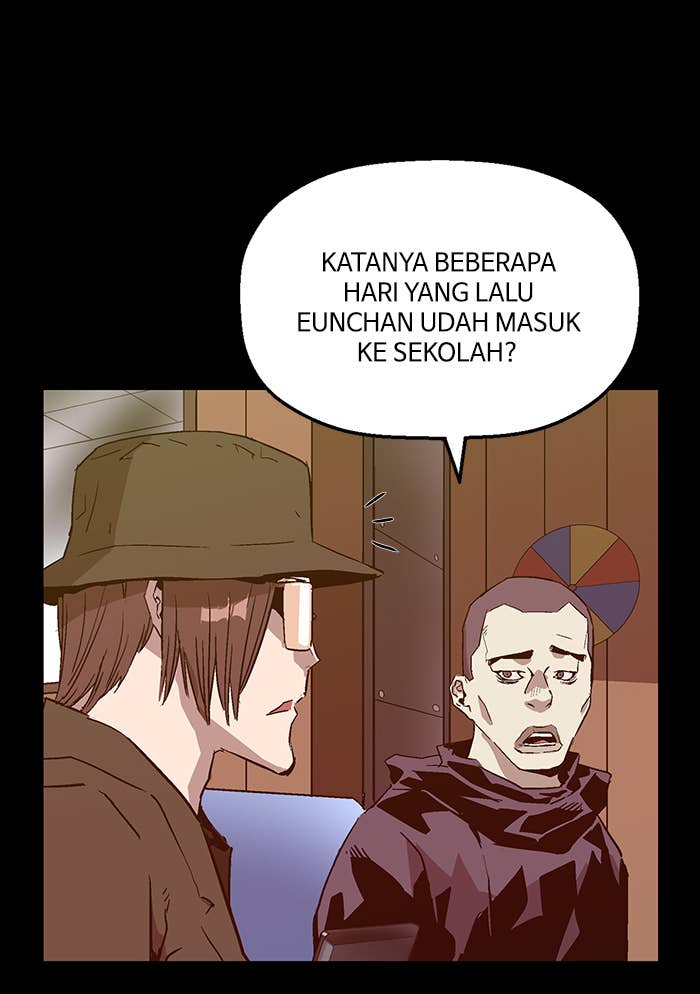 KATANYA BEBERAPA
HARI YANG LALU
EUNCHAN UDAH MASUK
KE SEKOLAH?